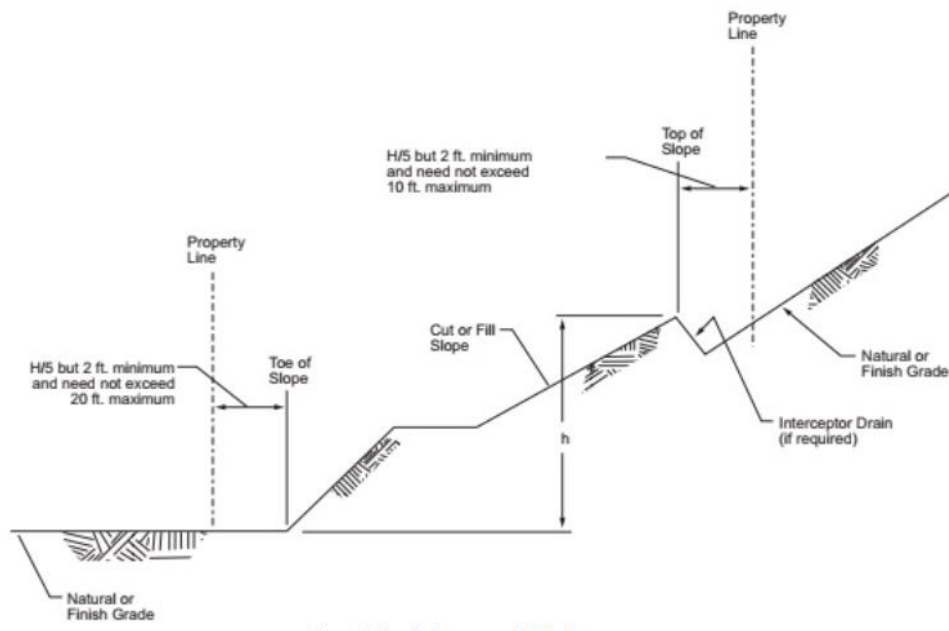 Property
Line
Top of
Slope
H/5 but 2 ft. minimum
and need not exceed
10 ft. maximum
Property
Line
Cut or Fill
Slope
H/5 but 2 ft. minimum
and need not exceed
20 ft. maximum
Toe of
Slope
Natural or
Finish Grade
h
Interceptor Drain
(if required)
Natural or
Finish Grade